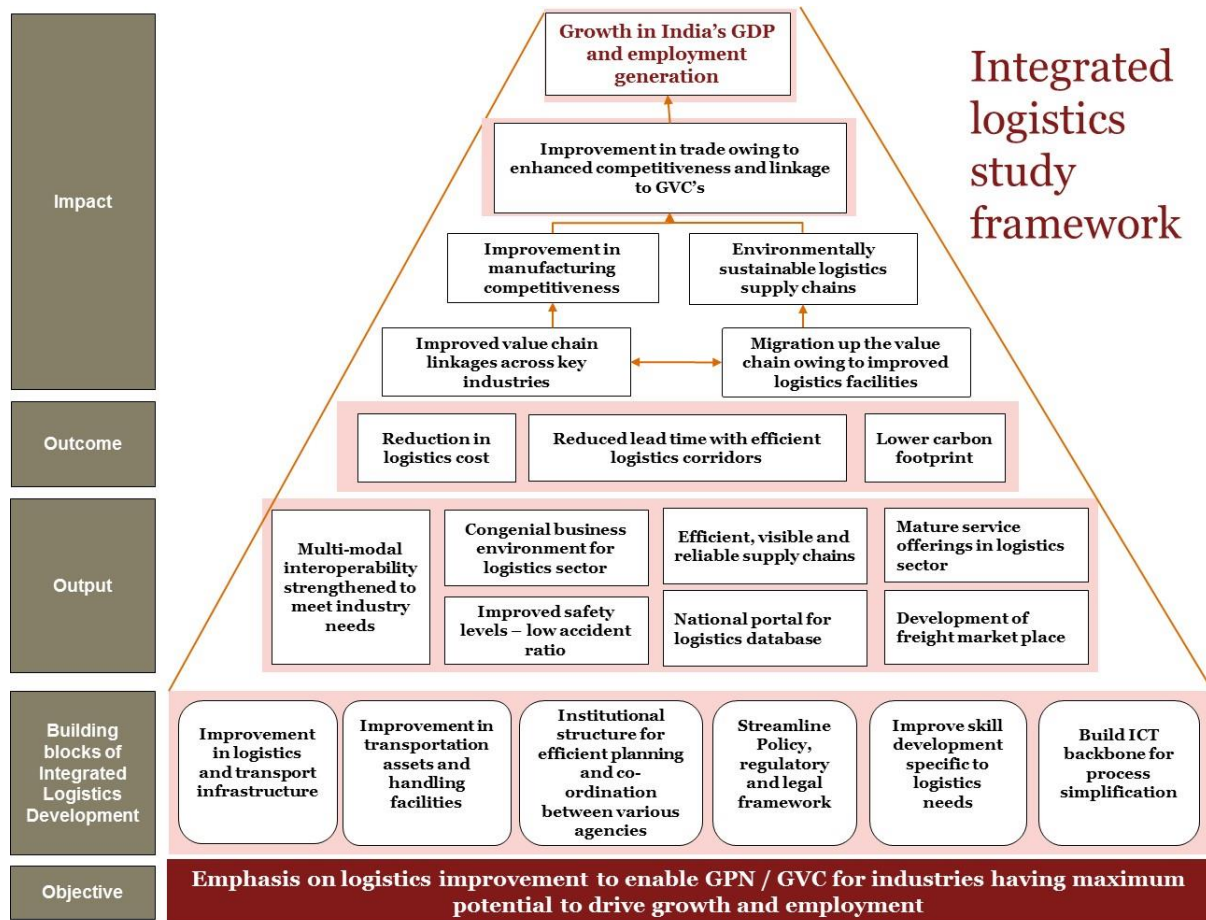 Integrated
logistics
study
framework
Impact
Growth in India’s GDP
and employment
generation
Improvement in trade owing to
enhanced competitiveness and linkage
to GVC’s
Improvement in
manufacturing
competitiveness
Environmentally
sustainable logistics
supply chains
Improved value chain
linkages across key
industries
Migration up the value
chain owing to improved
logistics facilities
Outcome
Reduction in
logistics cost
Reduced lead time with efficient
logistics corridors
Lower carbon
footprint
Output
Multi-modal
interoperability
strengthened to
meet industry
needs
Congenial business
environment for
logistics sector
Efficient, visible and
reliable supply chains
Mature service
offerings in logistics
sector
Improved safety
levels – low accident
ratio
National portal for
logistics database
Development of
freight market place
Building
blocks of
Integrated
Logistics
Development
Improvement
in logistics
and transport
infrastructure
Improvement in
transportation
assets and
handling
facilities
Institutional
structure for
efficient planning
and co-
ordination
between various
agencies
Streamline
Policy,
regulatory
and legal
framework
Improve skill
development
specific to
logistics
needs
Build ICT
backbone for
process
simplification
Objective
Emphasis on logistics improvement to enable GPN / GVC for industries having maximum
potential to drive growth and employment